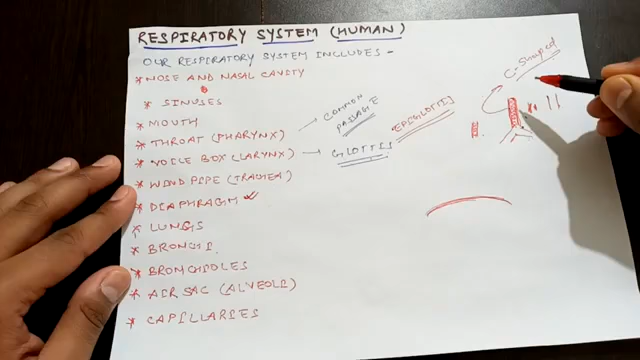 RESPIRATORY SYSTEM (HUMAN)
OUR RESPIRATORY SYSTEM INCLUDES -
* NOSE AND NASAL CAVITY
* SINUSES
* MOUTH
* THROAT (PHARYNX)
COMMON PASSAGE
* VOICE BOX (LARYNX) → GLOTTIS
EPIGLOTTIS
C-Shaped
* WIND PIPE (TRACHEA)
* DIAPHRAGM ✓
* LUNGS
* BRONCHI
* BRONCHIOLES
* AIR SAC (ALVEOLI)
* CAPILLARIES